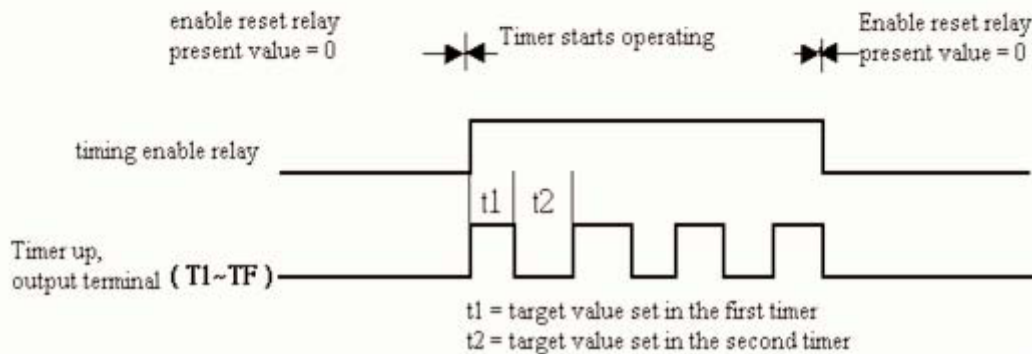 enable reset relay
present value = 0
Timer starts operating
Enable reset relay
present value = 0
timing enable relay
t1
t2
Timer up,
output terminal ( T1~TF )
t1 = target value set in the first timer
t2 = target value set in the second timer